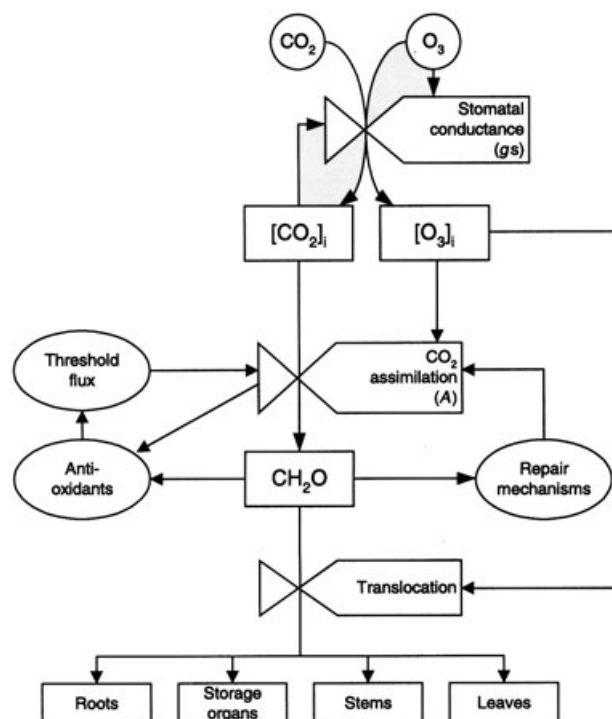 CO₂
O₃
Stomatal
conductance
(gs)
[CO₂]ᵢ
[O₃]ᵢ
Threshold
flux
CO₂
assimilation
(A)
Anti-
oxidants
CH₂O
Repair
mechanisms
Translocation
Roots
Storage
organs
Stems
Leaves